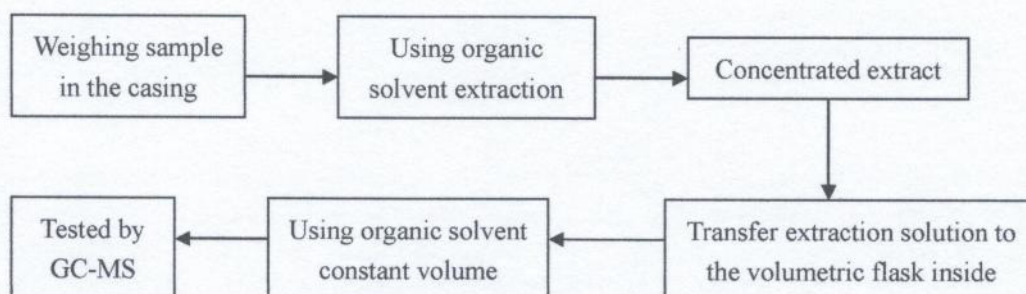 Weighing sample
in the casing
Using organic
solvent extraction
Concentrated extract
Transfer extraction solution to
the volumetric flask inside
Using organic solvent
constant volume
Tested by
GC-MS